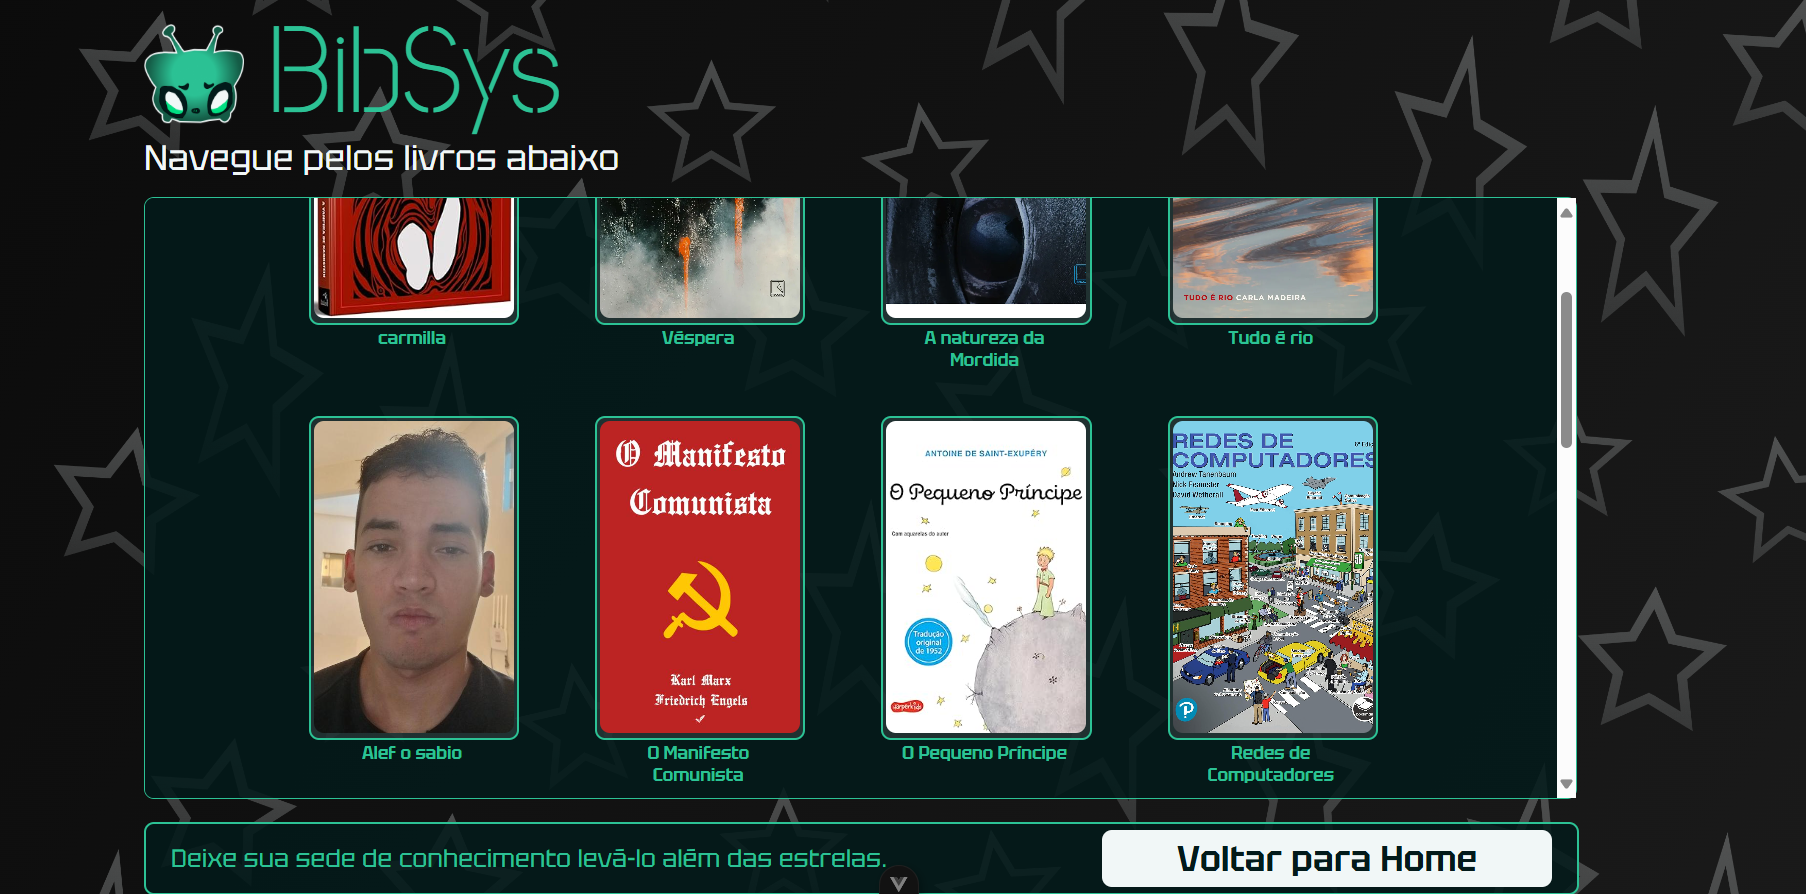 BibSys
Navegue pelos livros abaixo
TUDO É RIO CARLA MADEIRA
carmilla
Véspera
A natureza da
Mordida
Tudo é rio
O Manifesto
Comunista
Karl Marx
Friedrich Engels
ANTOINE DE SAINT-EXUPÉRY
O Pequeno Príncipe
Com aquarelas do autor
Tradução
original
de 1952
HarperKids
REDES DE
COMPUTADORES
Andrew Tanenbaum
Nick Feamster
David Wetherall
Alef o sabio
O Manifesto
Comunista
O Pequeno Príncipe
Redes de
Computadores
Deixe sua sede de conhecimento levá-lo além das estrelas.
Voltar para Home